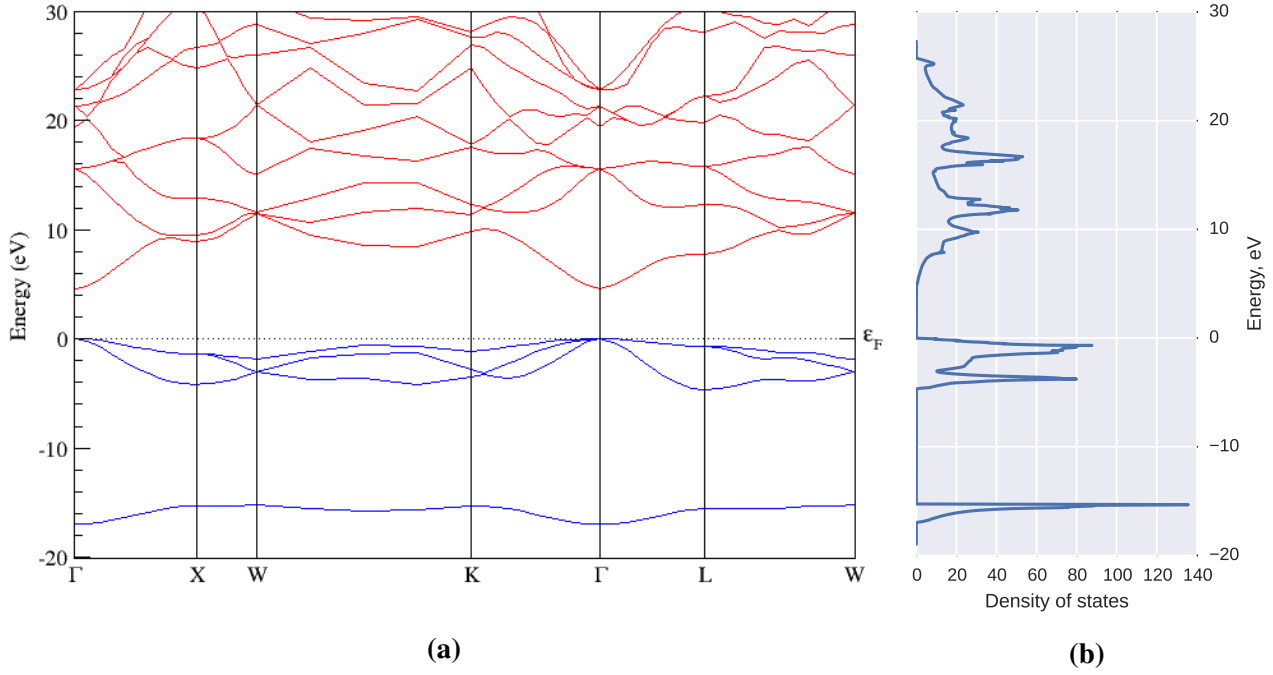 30
20
10
0
-10
-20
Energy (eV)
Γ X W K Γ L W
εF
(a)
30
20
10
0
−10
−20
Energy, eV
0 20 40 60 80 100 120 140
Density of states
(b)